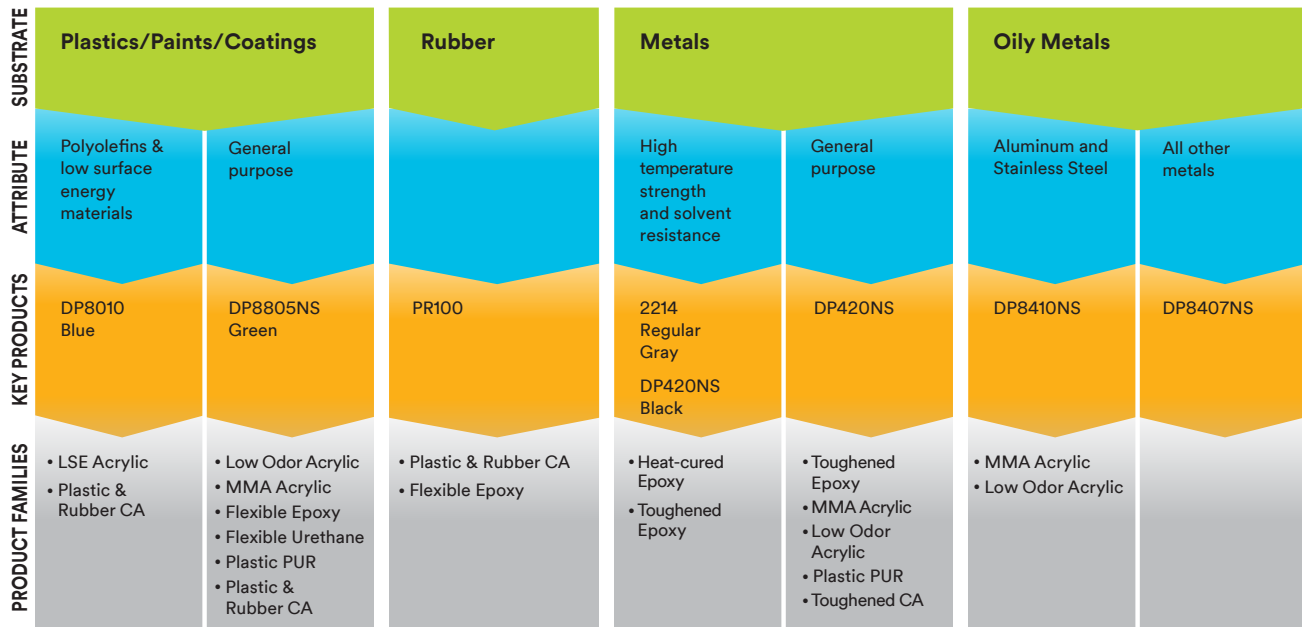 SUBSTRATE
Plastics/Paints/Coatings
Rubber
Metals
Oily Metals
ATTRIBUTE
Polyolefins &
low surface
energy
materials
General
purpose
High
temperature
strength
and solvent
resistance
General
purpose
Aluminum and
Stainless Steel
All other
metals
KEY PRODUCTS
DP8010
Blue
DP8805NS
Green
PR100
2214
Regular
Gray
DP420NS
Black
DP420NS
DP8410NS
DP8407NS
PRODUCT FAMILIES
• LSE Acrylic
• Plastic &
Rubber CA
• Low Odor Acrylic
• MMA Acrylic
• Flexible Epoxy
• Flexible Urethane
• Plastic PUR
• Plastic &
Rubber CA
• Plastic & Rubber CA
• Flexible Epoxy
• Heat-cured
Epoxy
• Toughened
Epoxy
• Toughened
Epoxy
• MMA Acrylic
• Low Odor
Acrylic
• Plastic PUR
• Toughened CA
• MMA Acrylic
• Low Odor Acrylic